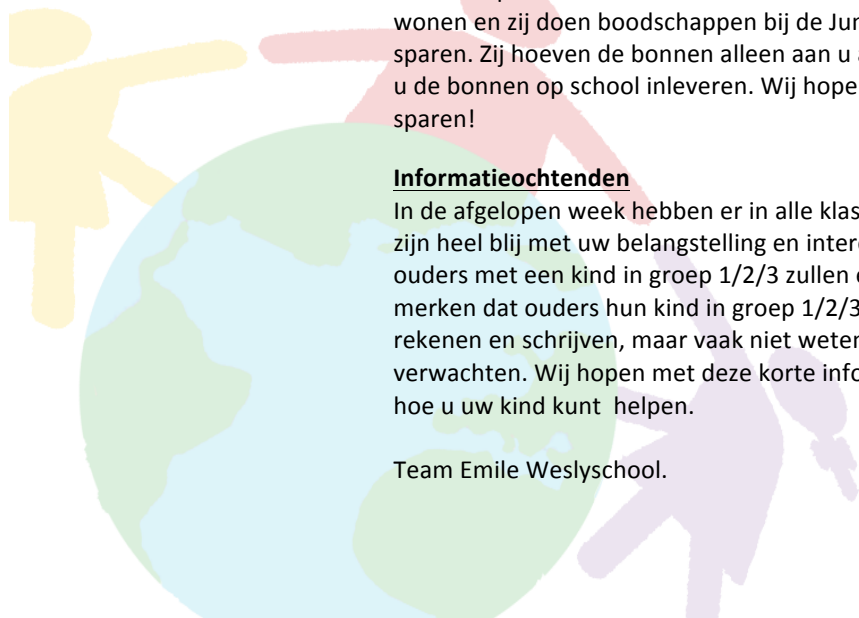 wonen en zij doen boodschappen bij de Jun
sparen. Zij hoeven de bonnen alleen aan u a
u de bonnen op school inleveren. Wij hope
sparen!
Informatieochtenden
In de afgelopen week hebben er in alle klas
zijn heel blij met uw belangstelling en inter
ouders met een kind in groep 1/2/3 zullen
merken dat ouders hun kind in groep 1/2/3
rekenen en schrijven, maar vaak niet weten
verwachten. Wij hopen met deze korte info
hoe u uw kind kunt helpen.
Team Emile Weslyschool.